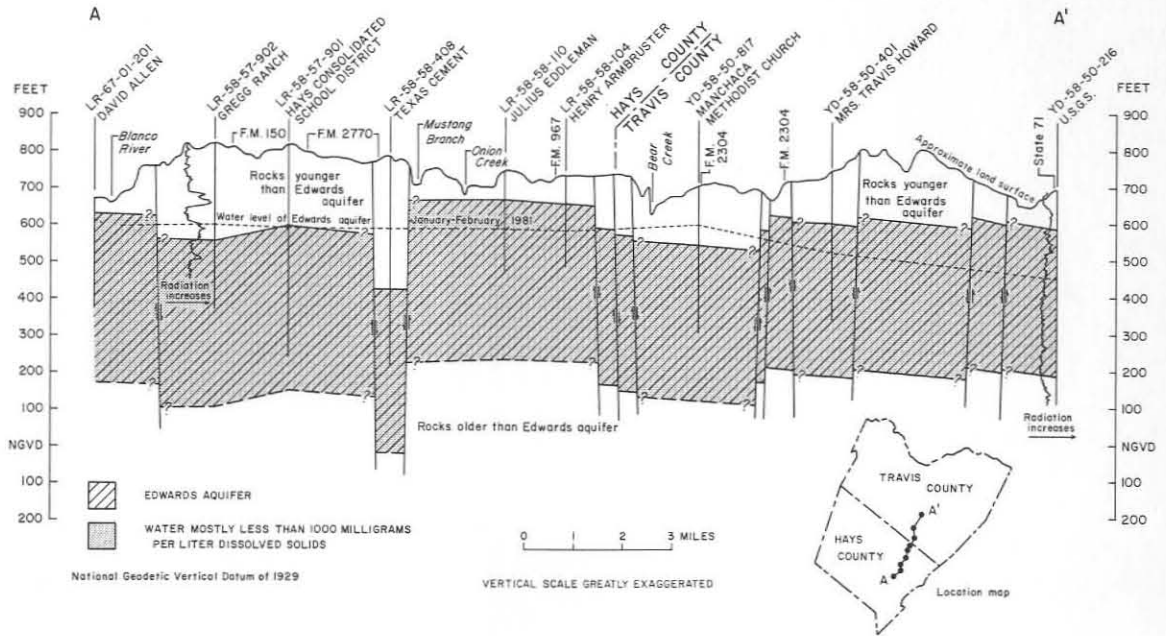 A
A'
FEET
900
800
700
600
500
400
300
200
100
NGVD
100
200
LR-67-01-201
DAVID ALLEN
LR-58-57-902
GREGG RANCH
LR-58-57-901
HAYS CONSOLIDATED
SCHOOL DISTRICT
LR-58-58-408
TEXAS CEMENT
LR-58-58-110
JULIUS EDDLEMAN
LR-58-58-104
HENRY ARMBRUSTER
HAYS COUNTY
TRAVIS COUNTY
YD-58-50-817
MANCHACA
METHODIST CHURCH
YD-58-50-401
MRS. TRAVIS HOWARD
YD-58-50-216
U.S.G.S.
FEET
900
800
700
600
500
400
300
200
100
NGVD
100
200
Blanco
River
F.M. 150
F.M. 2770
Mustang
Branch
Onion
Creek
F.M. 967
Bear
Creek
F.M.
2304
F.M. 2304
Approximate land surface
State 71
Rocks younger
than Edwards
aquifer
Rocks younger
than Edwards
aquifer
Water level of Edwards aquifer
January-February 1981
Radiation
increases
Radiation
increases
Rocks older than Edwards aquifer
EDWARDS AQUIFER
WATER MOSTLY LESS THAN 1000 MILLIGRAMS
PER LITER DISSOLVED SOLIDS
National Geodetic Vertical Datum of 1929
0 1 2 3 MILES
VERTICAL SCALE GREATLY EXAGGERATED
TRAVIS
COUNTY
HAYS
COUNTY
A'
A
Location map